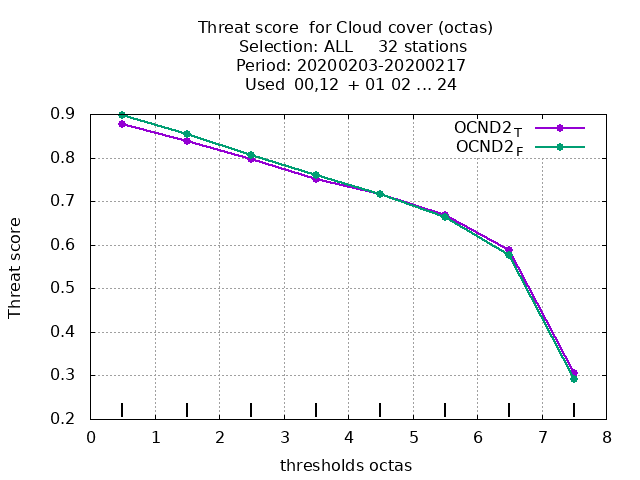 Threat score  for Cloud cover (octas)
Selection: ALL     32 stations
Period: 20200203-20200217
Used  00,12  + 01 02 ... 24
OCND2T
OCND2F
0.9
0.8
0.7
0.6
0.5
0.4
0.3
0.2
Threat score
0 1 2 3 4 5 6 7 8
thresholds octas